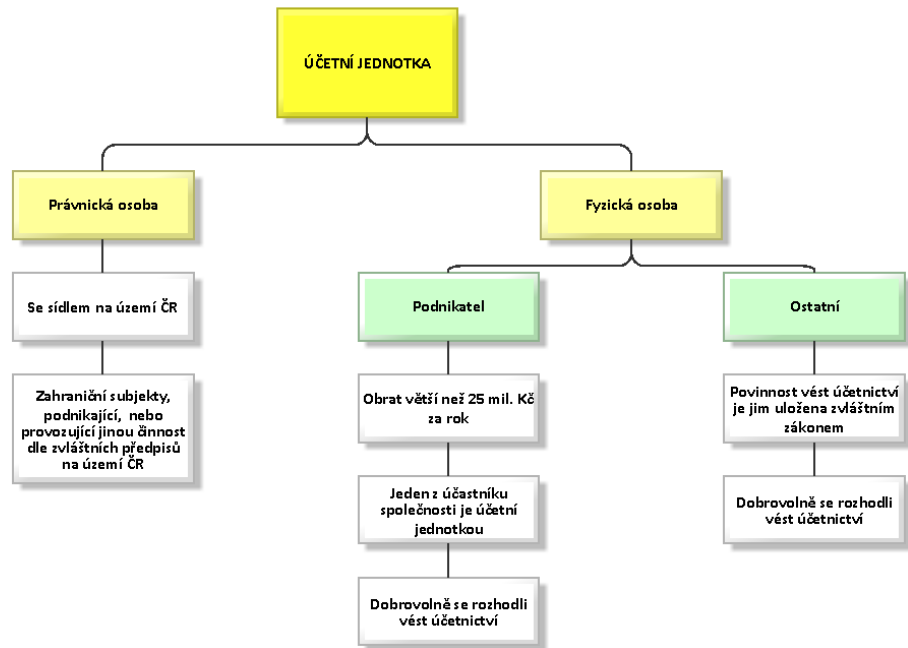 ÚČETNÍ JEDNOTKA
Právnická osoba
Fyzická osoba
Se sídlem na území ČR
Podnikatel
Ostatní
Zahraniční subjekty,
podnikající, nebo
provozující jinou činnost
dle zvláštních předpisů
na území ČR
Obrat větší než 25 mil. Kč
za rok
Povinnost vést účetnictví
je jim uložena zvláštním
zákonem
Jeden z účastníku
společnosti je účetní
jednotkou
Dobrovolně se rozhodli
vést účetnictví
Dobrovolně se rozhodli
vést účetnictví